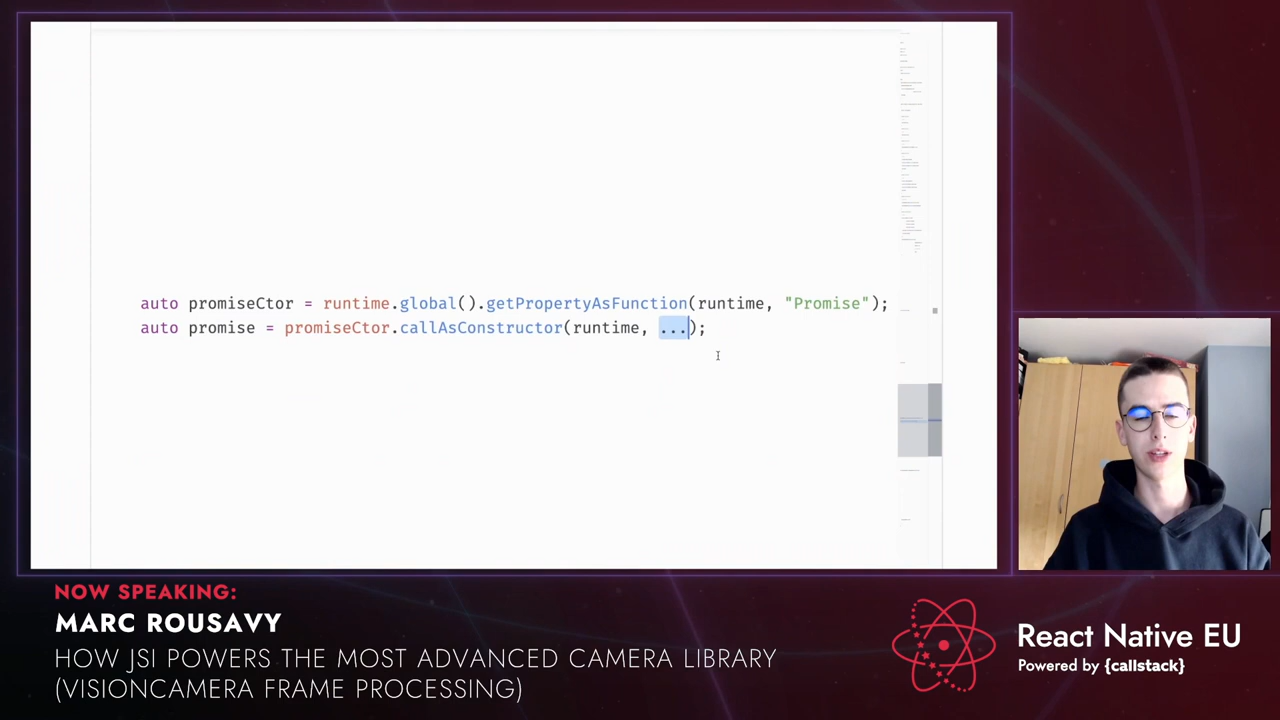 auto promiseCtor = runtime.global().getPropertyAsFunction(runtime, "Promise");
auto promise = promiseCtor.callAsConstructor(runtime, ...);
NOW SPEAKING:
MARC ROUSAVY
HOW JSI POWERS THE MOST ADVANCED CAMERA LIBRARY
(VISIONCAMERA FRAME PROCESSING)
React Native EU
Powered by {callstack}